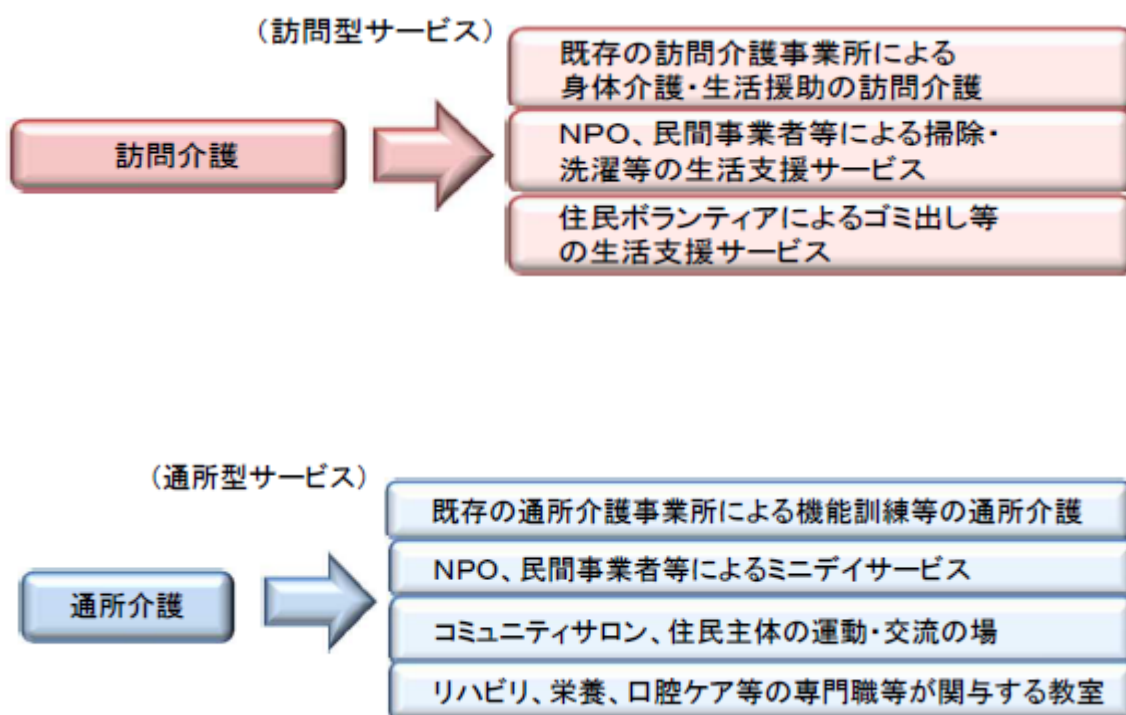 （訪問型サービス）
既存の訪問介護事業所による
身体介護・生活援助の訪問介護
訪問介護
NPO、民間事業者等による掃除・
洗濯等の生活支援サービス
住民ボランティアによるゴミ出し等
の生活支援サービス
（通所型サービス）
既存の通所介護事業所による機能訓練等の通所介護
NPO、民間事業者等によるミニデイサービス
通所介護
コミュニティサロン、住民主体の運動・交流の場
リハビリ、栄養、口腔ケア等の専門職等が関与する教室